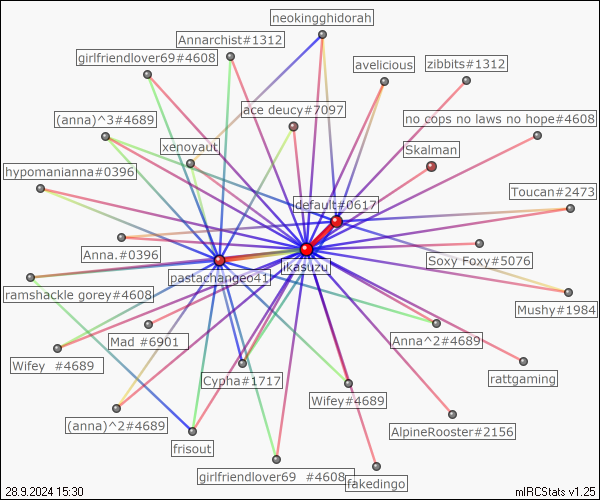 neokingghidorah
Annarchist#1312
girlfriendlover69#4608
avelicious
zibbits#1312
ace deucy#7097
no cops no laws no hope#4608
(anna)^3#4689
xenoyaut
Skalman
hypomanianna#0396
Toucan#2473
default#0617
Anna.#0396
Soxy Foxy#5076
ikasuzu
pastachangeo41
ramshackle gorey#4608
Mushy#1984
Mad #6901
Anna^2#4689
Wifey #4689
rattgaming
Cypha#1717
Wifey#4689
(anna)^2#4689
AlpineRooster#2156
frisout
girlfriendlover69 #4608
fakedingo
28.9.2024 15:30
mIRCStats v1.25